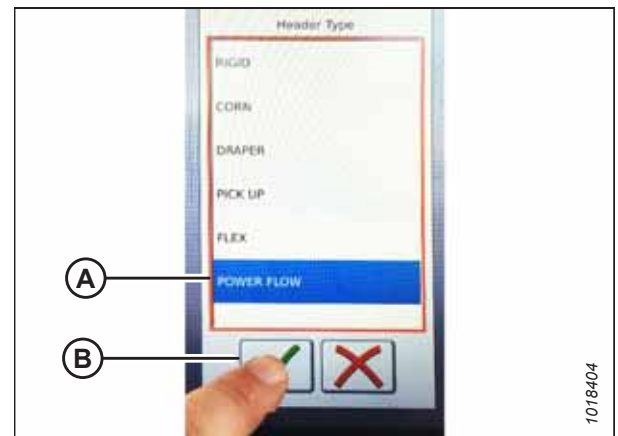 Header Type
RIGID
CORN
DRAPER
PICK UP
FLEX
A
POWER FLOW
B
1018404